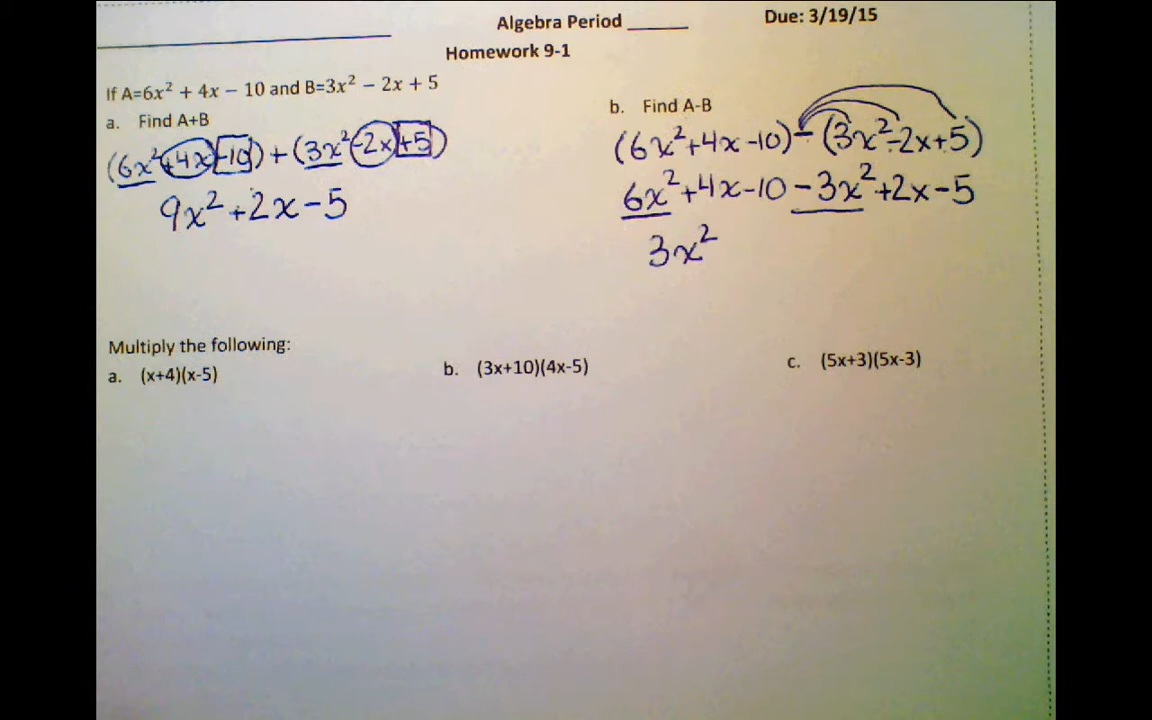 Algebra Period ______ Due: 3/19/15
Homework 9-1
If A=6x² + 4x − 10 and B=3x² − 2x + 5
a. Find A+B
(6x²+4x-10) + (3x²-2x+5)
9x²+2x-5
b. Find A-B
(6x²+4x-10) - (3x²-2x+5)
6x²+4x-10 -3x²+2x-5
3x²
Multiply the following:
a. (x+4)(x-5)
b. (3x+10)(4x-5)
c. (5x+3)(5x-3)